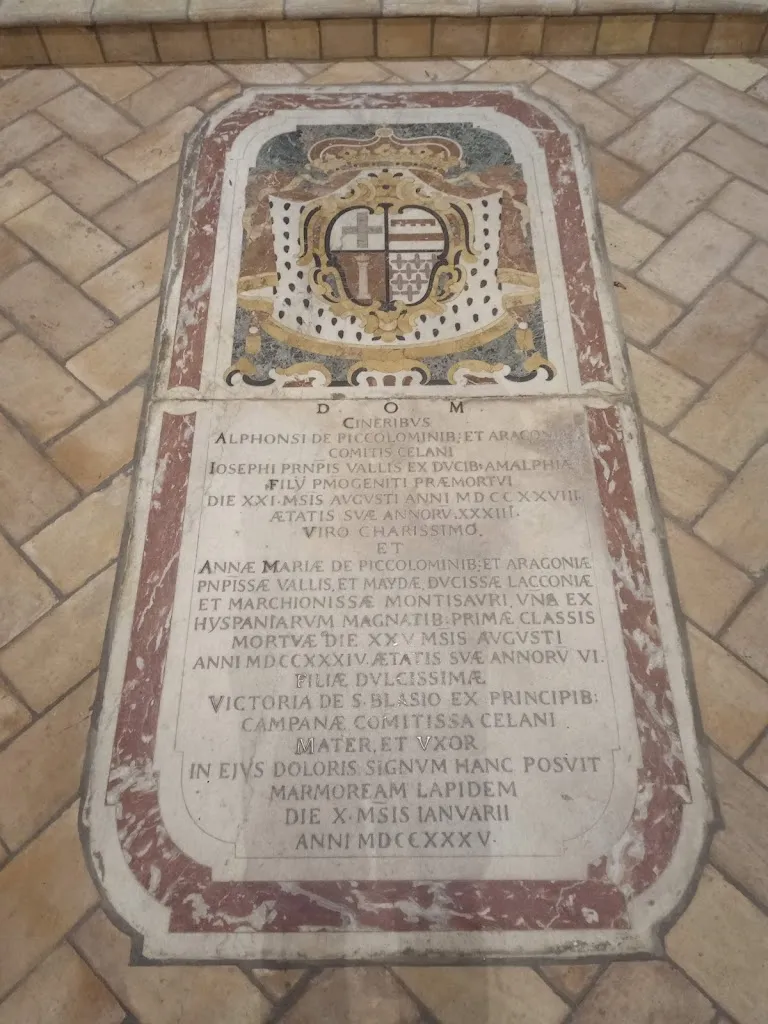 D O M
CINERIBVS
ALPHONSI DE PICCOLOMINIB; ET ARAGONIÆ
COMITIS CELANI
IOSEPHI PRNPIS VALLIS EX DVCIB: AMALPHIÆ
FILŸ PMOGENITI PRÆMORTVI
DIE XXI. MSIS AVGVSTI ANNI MDCCXXVIII.
ÆTATIS SVÆ ANNORV. XXXIII.
VIRO CHARISSIMO.
ET
ANNÆ MARIÆ DE PICCOLOMINIB; ET ARAGONIÆ
PNPISSÆ VALLIS, ET MAYDÆ, DVCISSÆ LACCONIÆ
ET MARCHIONISSÆ MONTISAVRI, VNA EX
HYSPANIARVM MAGNATIB: PRIMÆ CLASSIS
MORTVÆ DIE XXV MSIS AVGVSTI
ANNI MDCCXXXIV. ÆTATIS SVÆ ANNORV VI.
FILIÆ DVLCISSIMÆ
VICTORIA DE S. BLASIO EX PRINCIPIB:
CAMPANÆ COMITISSA CELANI
MATER, ET VXOR
IN EJVS DOLORIS SIGNVM HANC POSVIT
MARMOREAM LAPIDEM
DIE X. MSIS IANVARII
ANNI MDCCXXXV.